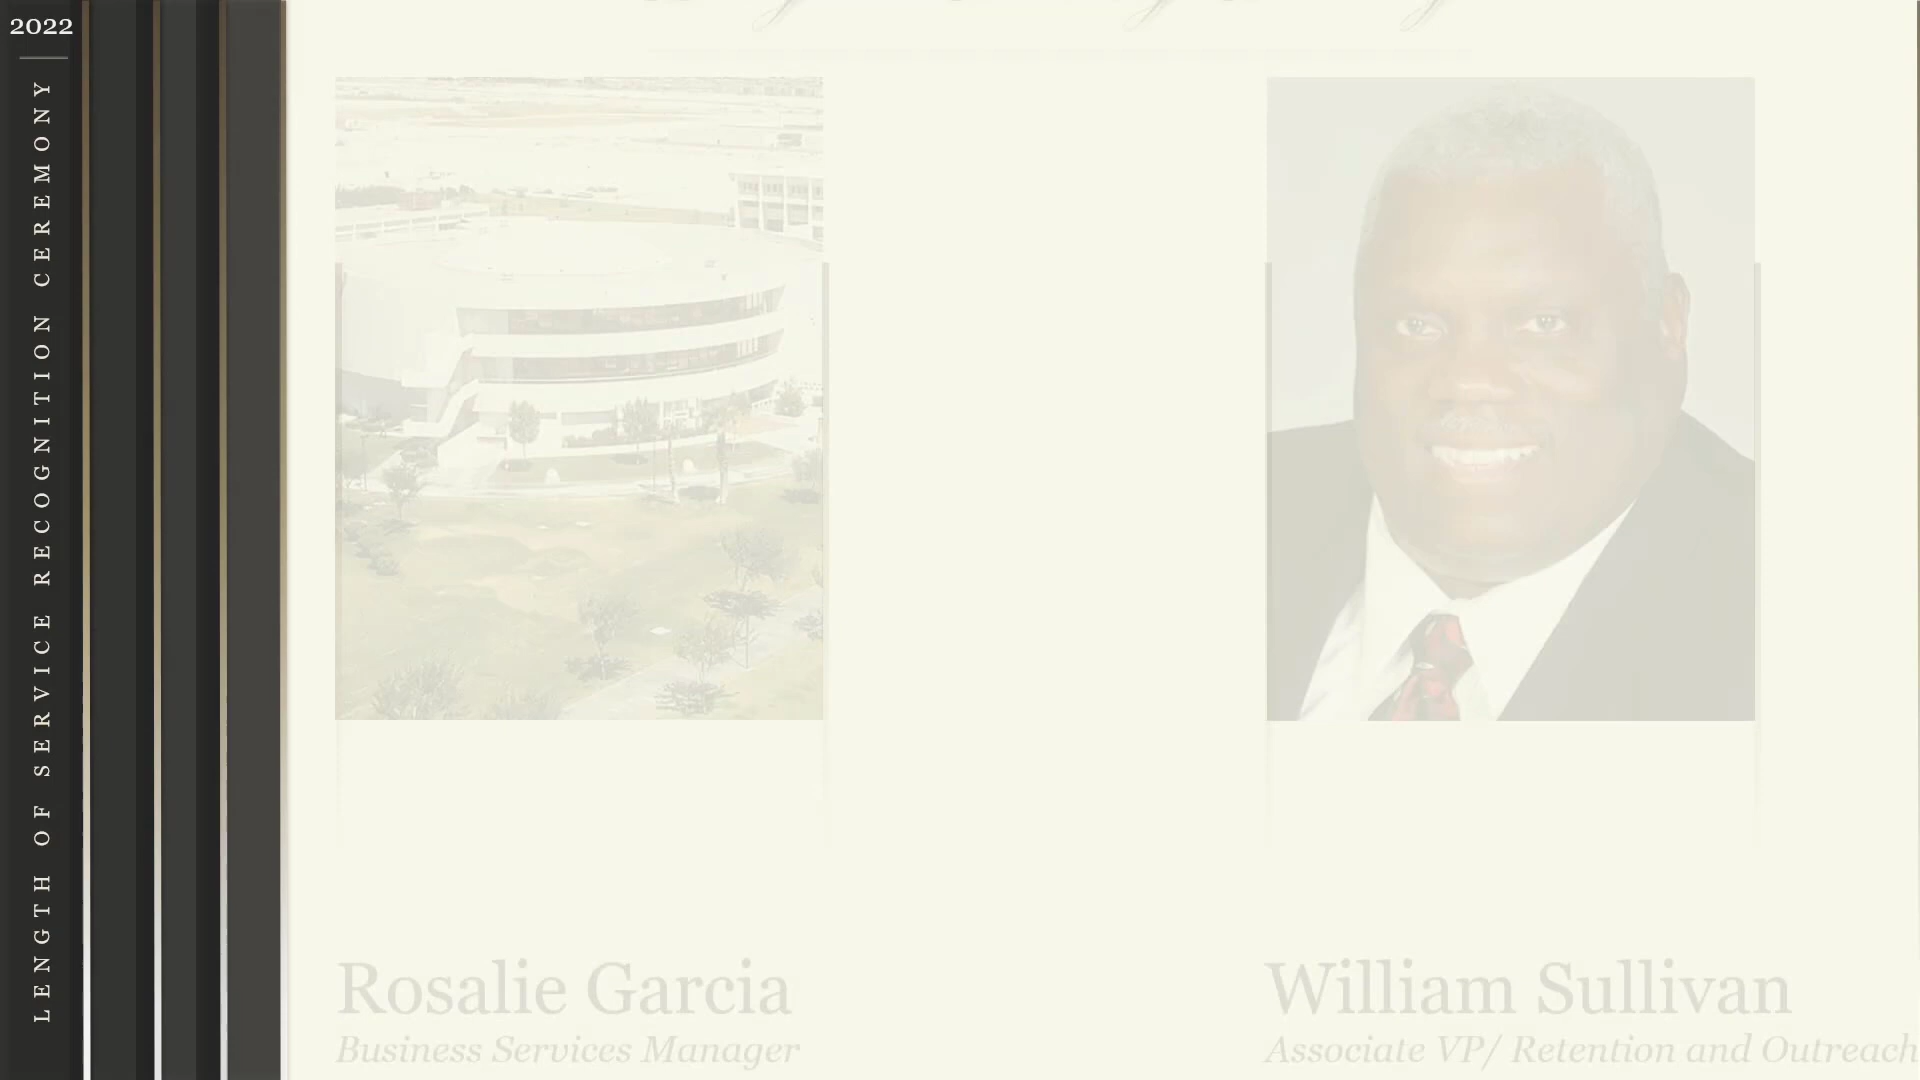 2022
LENGTH OF SERVICE RECOGNITION CEREMONY
Rosalie Garcia
Business Services Manager
William Sullivan
Associate VP/ Retention and Outreach